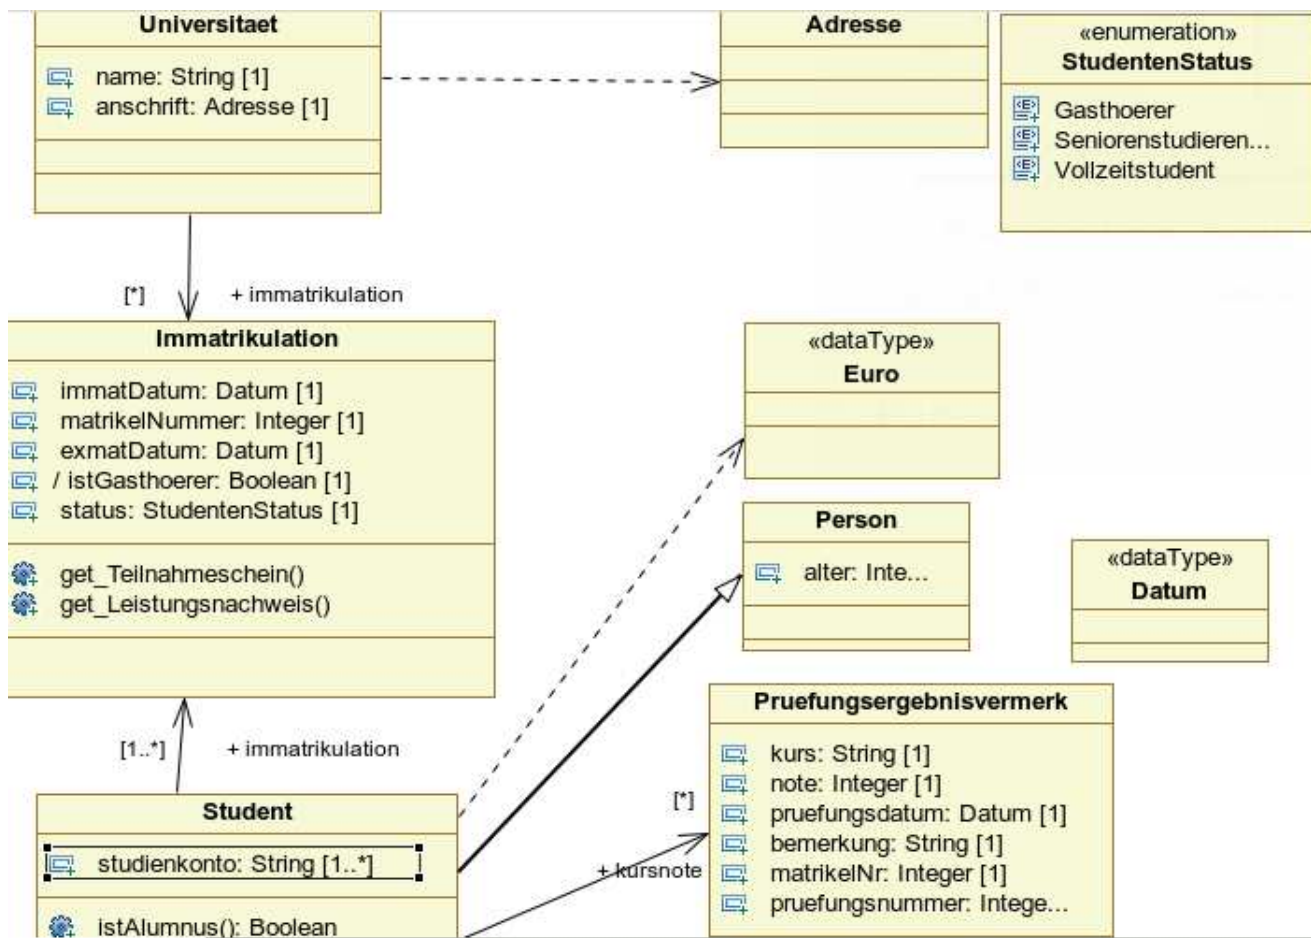 Universitaet
name: String [1]
anschrift: Adresse [1]
Adresse
«enumeration»
StudentenStatus
Gasthoerer
Seniorenstudieren...
Vollzeitstudent
[*]
+ immatrikulation
Immatrikulation
immatDatum: Datum [1]
matrikelNummer: Integer [1]
exmatDatum: Datum [1]
/ istGasthoerer: Boolean [1]
status: StudentenStatus [1]
get_Teilnahmeschein()
get_Leistungsnachweis()
«dataType»
Euro
Person
alter: Inte...
«dataType»
Datum
[1..*]
+ immatrikulation
Student
studienkonto: String [1..*]
istAlumnus(): Boolean
[*]
+ kursnote
Pruefungsergebnisvermerk
kurs: String [1]
note: Integer [1]
pruefungsdatum: Datum [1]
bemerkung: String [1]
matrikelNr: Integer [1]
pruefungsnummer: Intege...